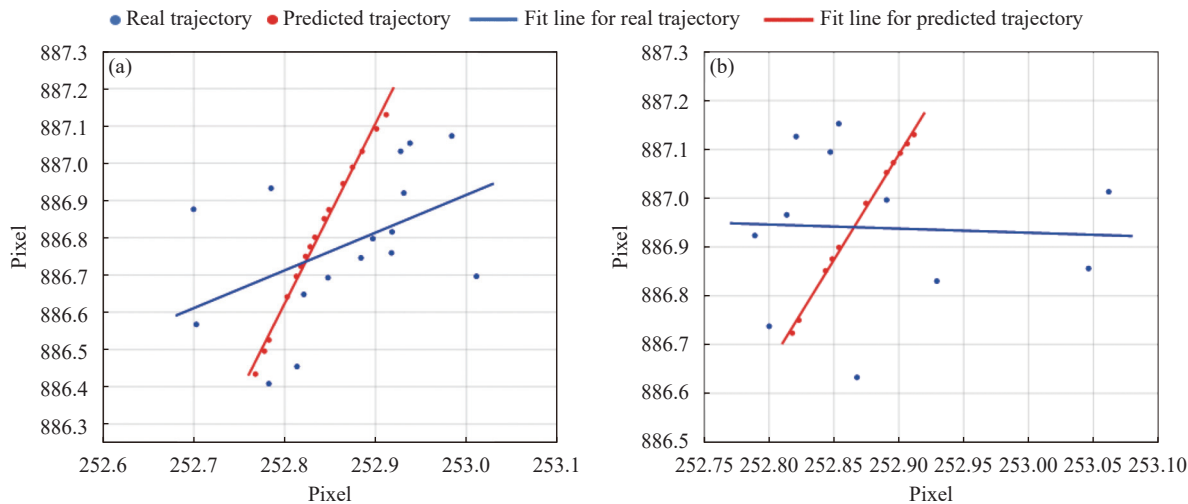 Real trajectory Predicted trajectory Fit line for real trajectory Fit line for predicted trajectory
(a)
887.3
887.2
887.1
887.0
886.9
886.8
886.7
886.6
886.5
886.4
886.3
Pixel
252.6 252.7 252.8 252.9 253.0 253.1
Pixel
(b)
887.3
887.2
887.1
887.0
886.9
886.8
886.7
886.6
886.5
Pixel
252.75 252.80 252.85 252.90 252.95 253.00 253.05 253.10
Pixel